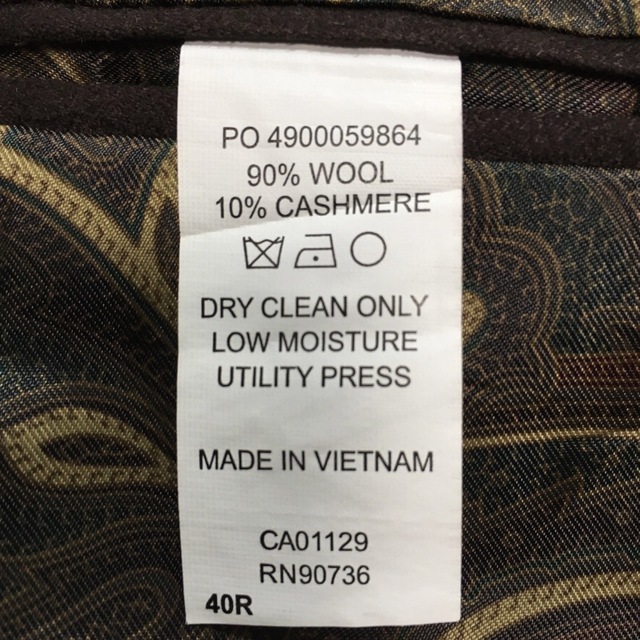 PO 4900059864
90% WOOL
10% CASHMERE
DRY CLEAN ONLY
LOW MOISTURE
UTILITY PRESS
MADE IN VIETNAM
CA01129
RN90736
40R